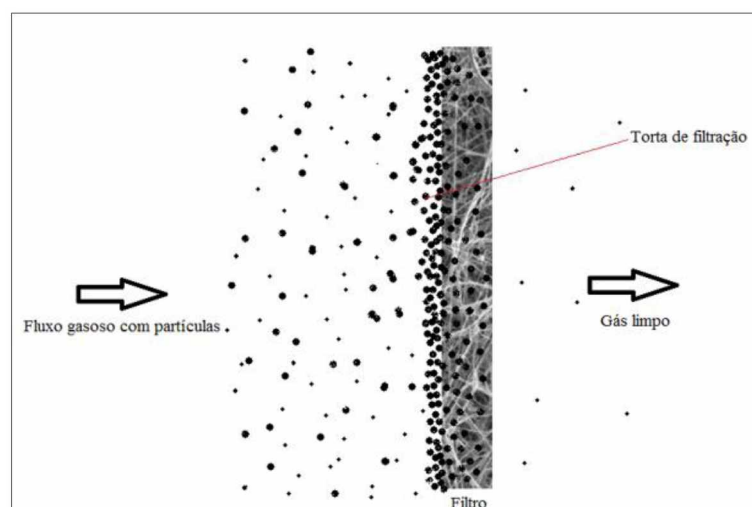 Torta de filtração
Fluxo gasoso com partículas
Gás limpo
Filtro